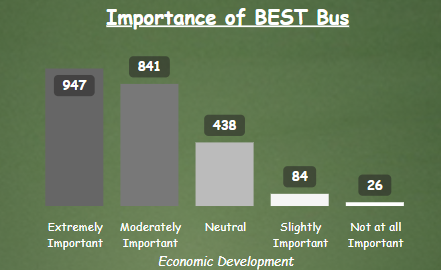 Importance of BEST Bus
947
841
438
84
26
Extremely Important
Moderately Important
Neutral
Slightly Important
Not at all Important
Economic Development